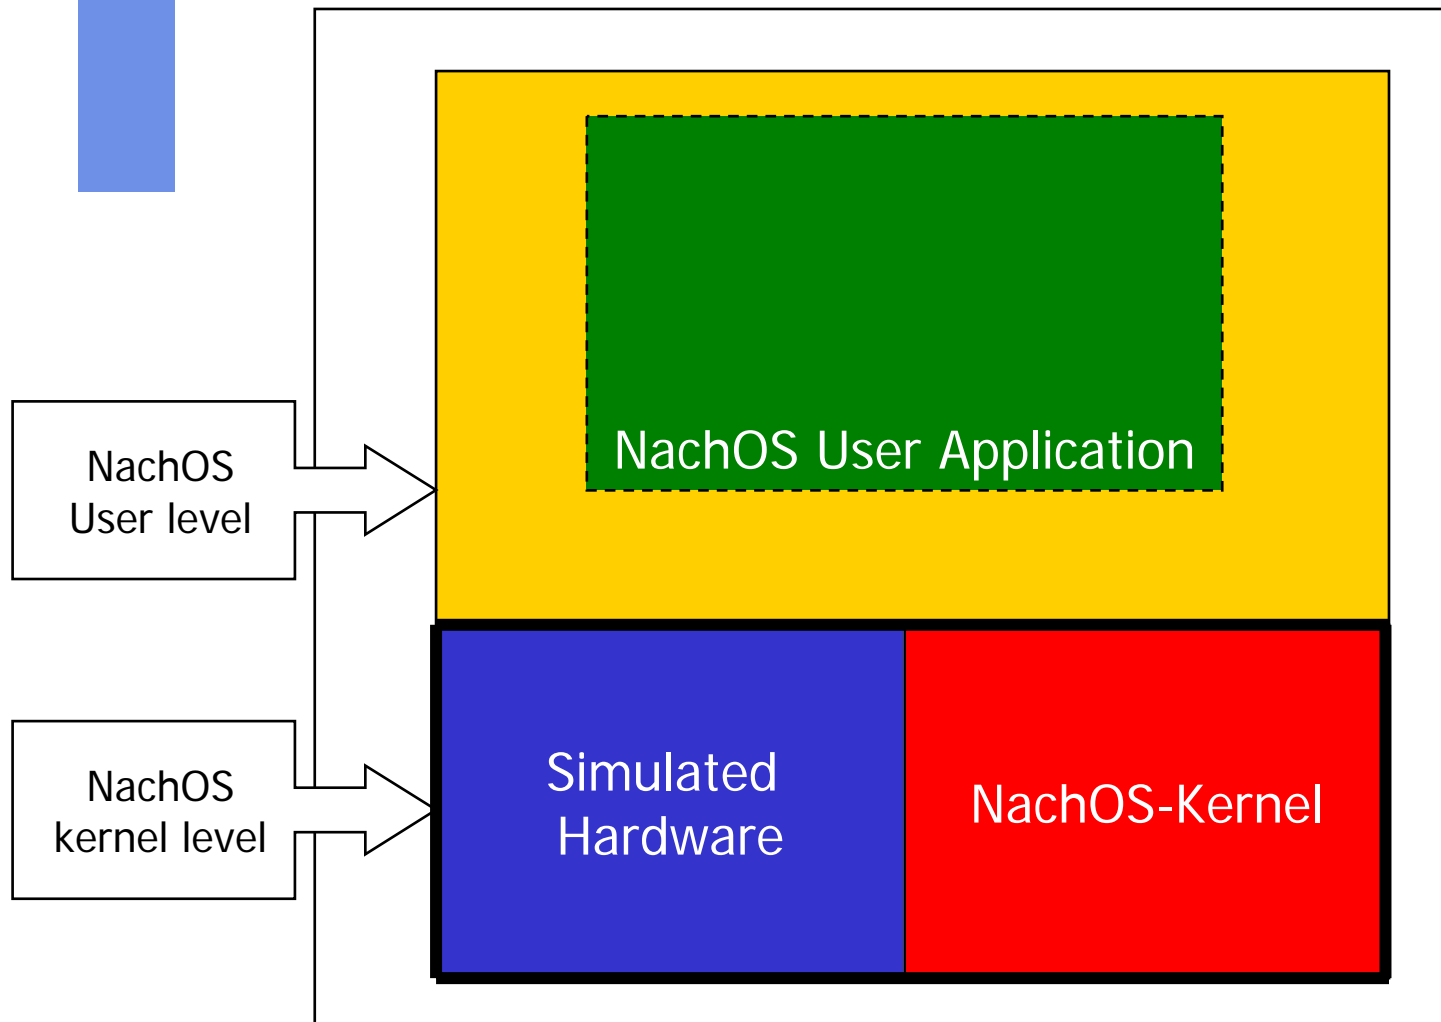 NachOS User Application
NachOS
User level
Simulated
Hardware
NachOS-Kernel
NachOS
kernel level